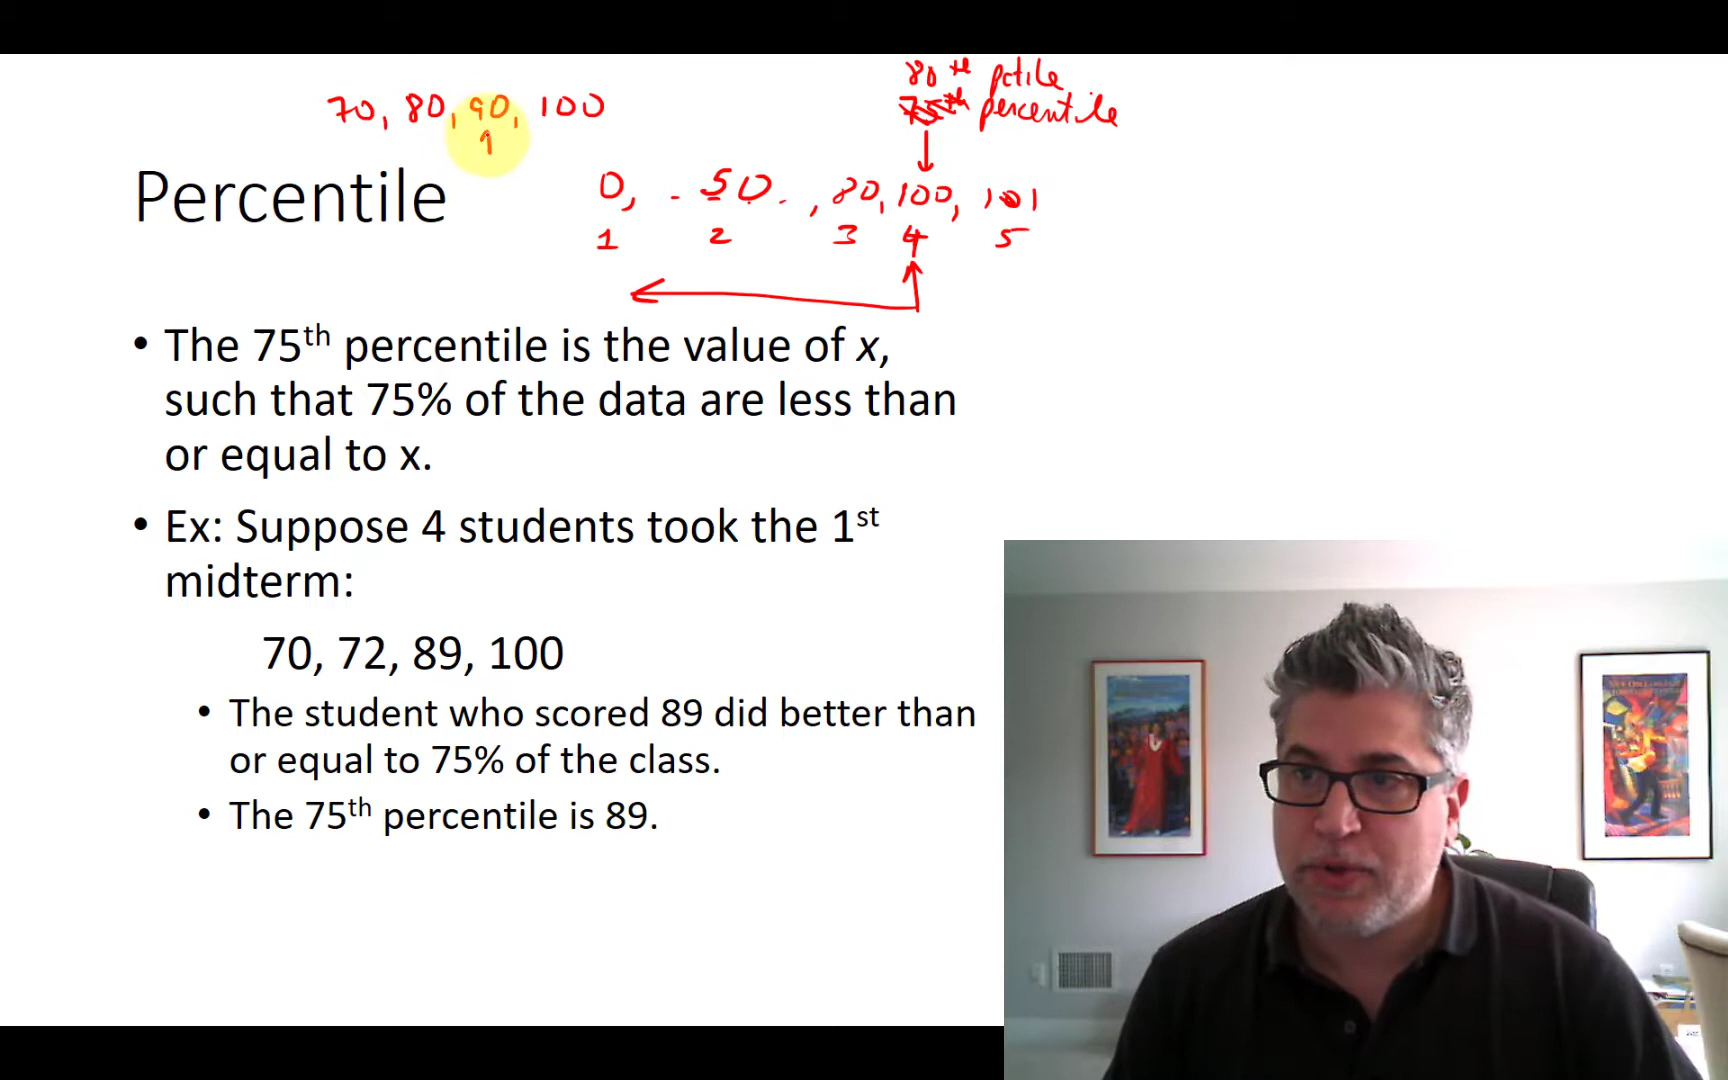 80th pctile
70, 80, 90, 100
75th percentile
Percentile
0, . 50 . , 80, 100, 101
1 2 3 4 5
• The 75th percentile is the value of x,
such that 75% of the data are less than
or equal to x.
• Ex: Suppose 4 students took the 1st
midterm:
70, 72, 89, 100
• The student who scored 89 did better than
or equal to 75% of the class.
• The 75th percentile is 89.